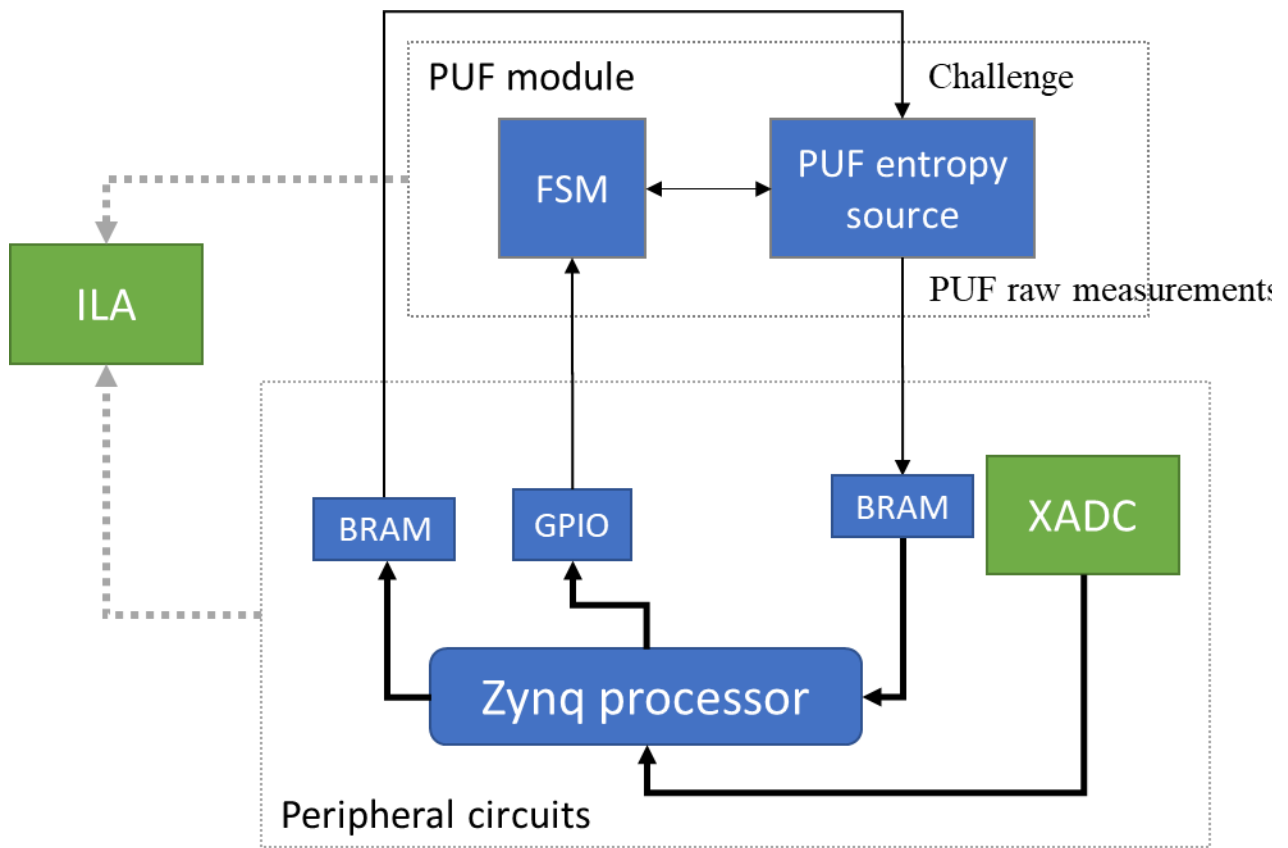 PUF module
Challenge
FSM
PUF entropy
source
ILA
PUF raw measurements
BRAM
GPIO
BRAM
XADC
Zynq processor
Peripheral circuits